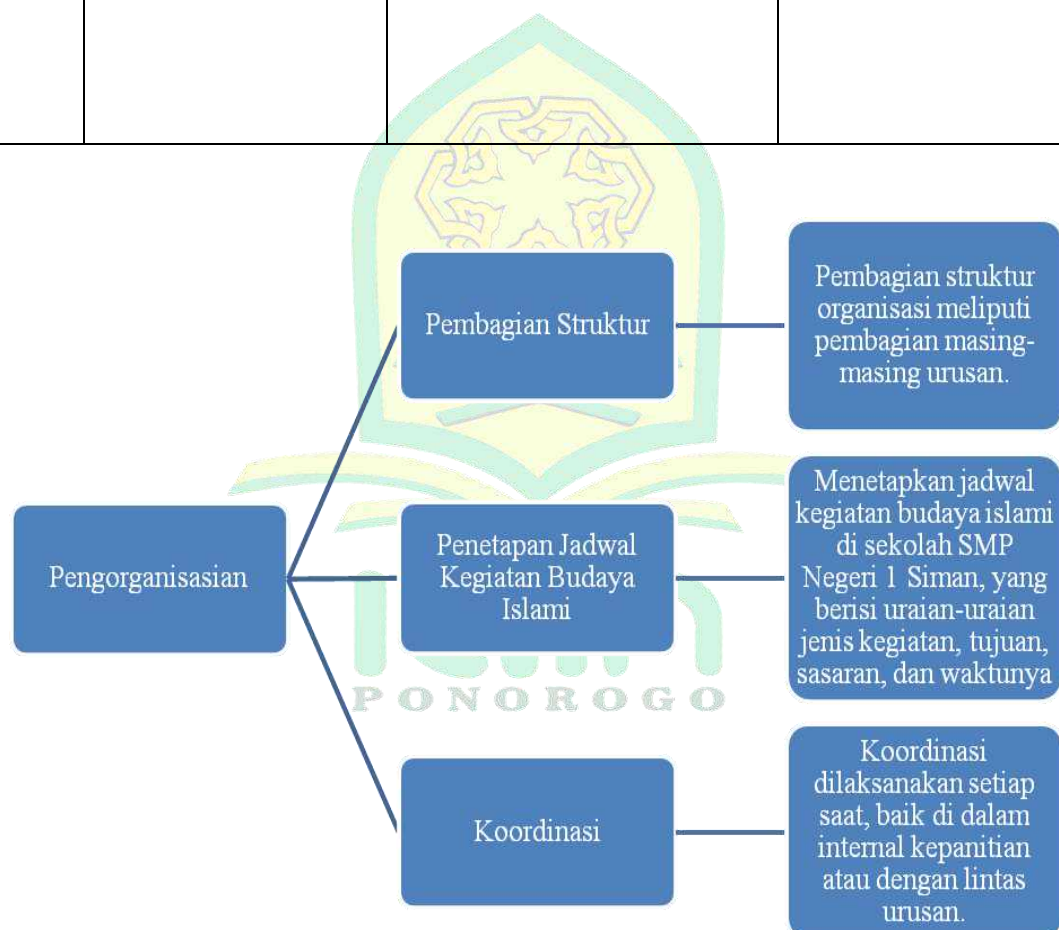 Pengorganisasian
Pembagian Struktur
Pembagian struktur
organisasi meliputi
pembagian masing-
masing urusan.
Penetapan Jadwal
Kegiatan Budaya
Islami
Menetapkan jadwal
kegiatan budaya islami
di sekolah SMP
Negeri 1 Siman, yang
berisi uraian-uraian
jenis kegiatan, tujuan,
sasaran, dan waktunya
Koordinasi
Koordinasi
dilaksanakan setiap
saat, baik di dalam
internal kepanitian
atau dengan lintas
urusan.
PONOROGO